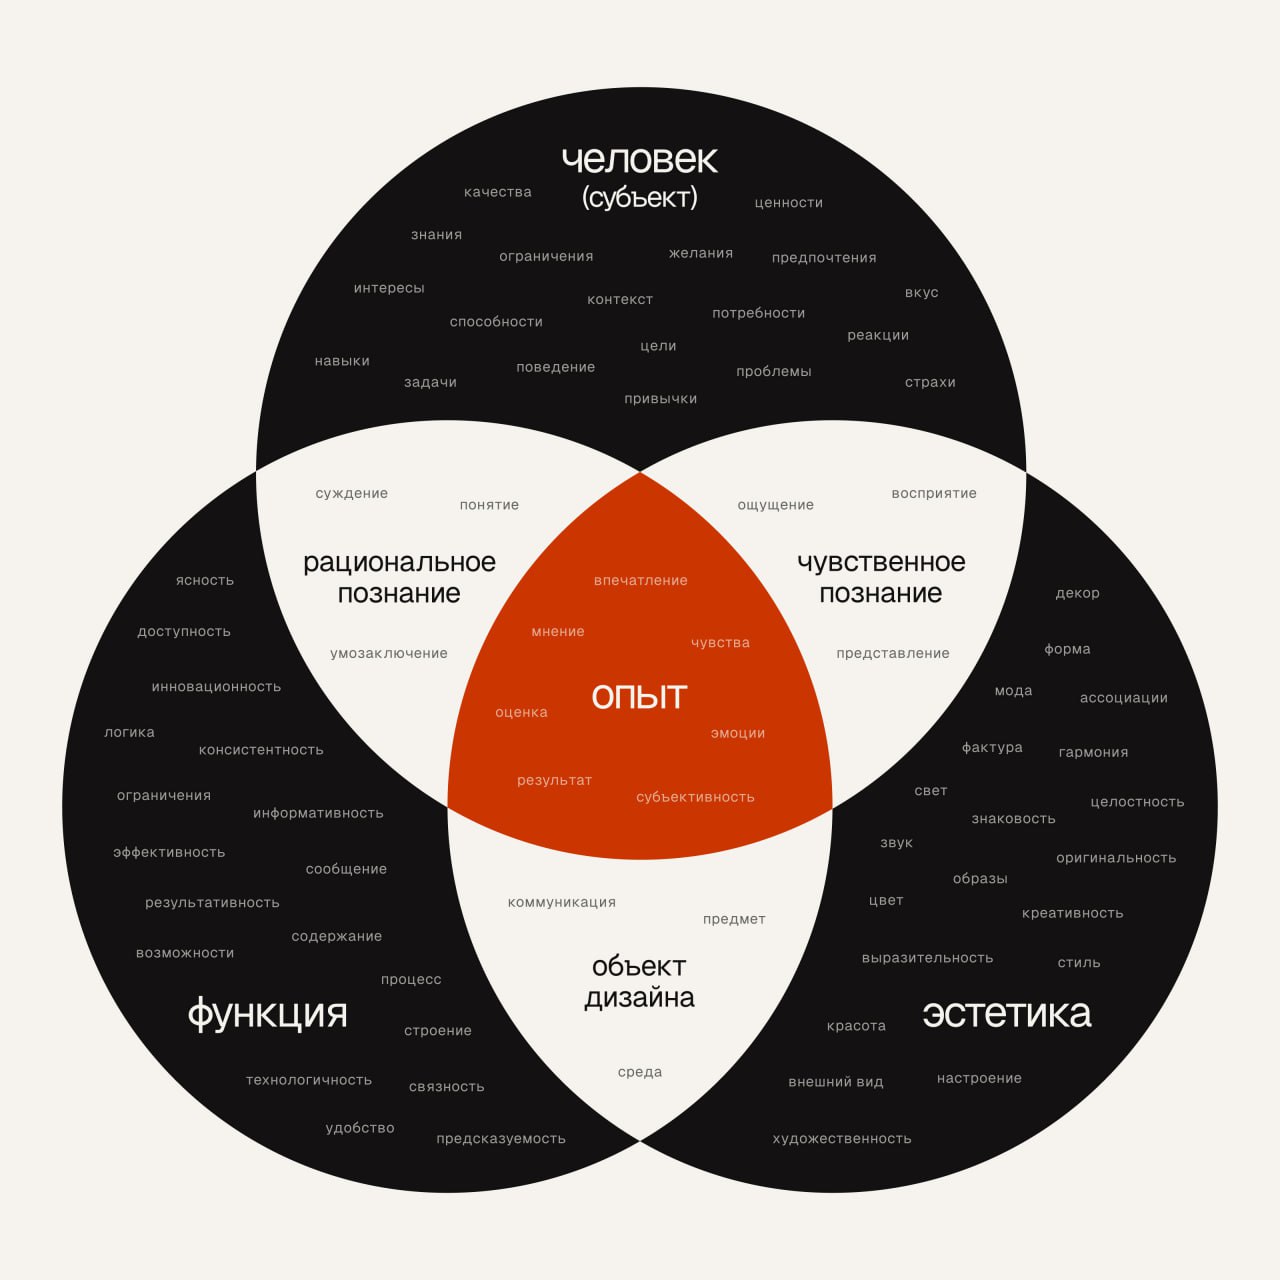 человек
(субъект)
качества
ценности
знания
ограничения
желания
предпочтения
интересы
контекст
вкус
способности
потребности
цели
реакции
навыки
поведение
задачи
проблемы
страхи
привычки
суждение
понятие
рациональное
познание
умозаключение
ощущение
восприятие
чувственное
познание
представление
впечатление
мнение
чувства
опыт
оценка
эмоции
результат
субъективность
ясность
доступность
инновационность
логика
консистентность
ограничения
информативность
эффективность
сообщение
результативность
содержание
возможности
процесс
функция
строение
технологичность
связность
удобство
предсказуемость
коммуникация
предмет
объект
дизайна
среда
декор
форма
мода
ассоциации
фактура
гармония
свет
целостность
знаковость
звук
оригинальность
образы
цвет
креативность
выразительность
стиль
эстетика
красота
внешний вид
настроение
художественность